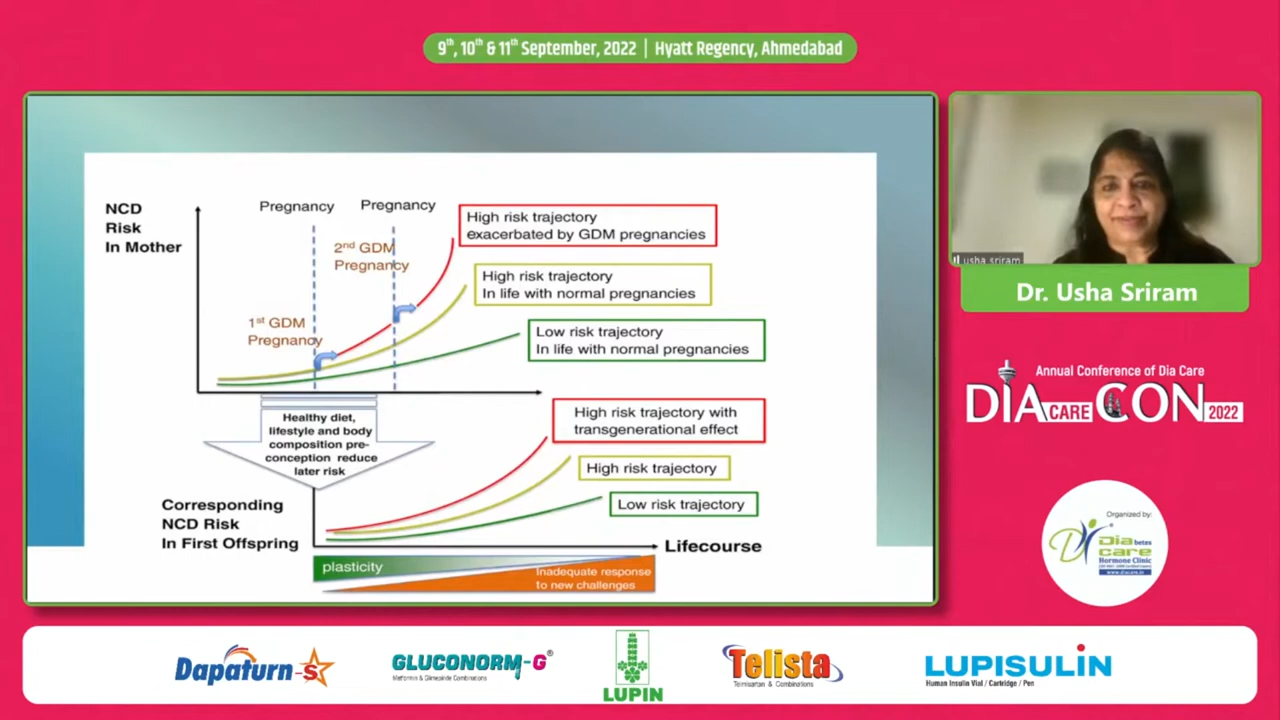 9th, 10th & 11th September, 2022 | Hyatt Regency, Ahmedabad
NCD
Risk
In Mother
Pregnancy
Pregnancy
2nd GDM
Pregnancy
1st GDM
Pregnancy
High risk trajectory
exacerbated by GDM pregnancies
High risk trajectory
In life with normal pregnancies
Low risk trajectory
In life with normal pregnancies
Healthy diet,
lifestyle and body
composition pre-
conception reduce
later risk
Corresponding
NCD Risk
In First Offspring
High risk trajectory with
transgenerational effect
High risk trajectory
Low risk trajectory
Lifecourse
plasticity
Inadequate response
to new challenges
usha sriram
Dr. Usha Sriram
Annual Conference of Dia Care
DIA CARE CON 2022
Organized by:
Diabetes
care
Hormone Clinic
www.diacare.in
Dapaturn-S
GLUCONORM-G®
Metformin & Glimepiride Combinations
LUPIN
Telista
Telmisartan & Combinations
LUPISULIN
Human Insulin Vial / Cartridge / Pen